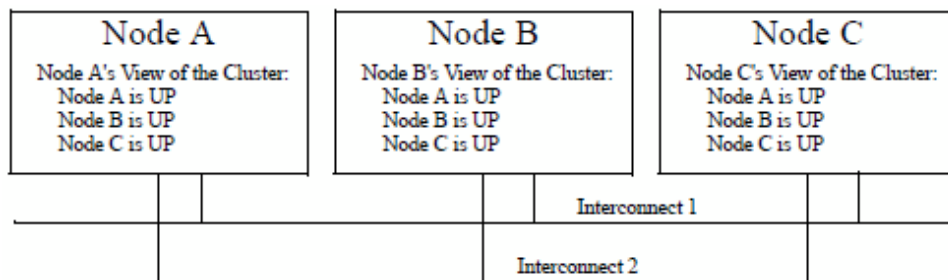 Node A
Node A's View of the Cluster:
Node A is UP
Node B is UP
Node C is UP
Node B
Node B's View of the Cluster:
Node A is UP
Node B is UP
Node C is UP
Node C
Node C's View of the Cluster:
Node A is UP
Node B is UP
Node C is UP
Interconnect 1
Interconnect 2